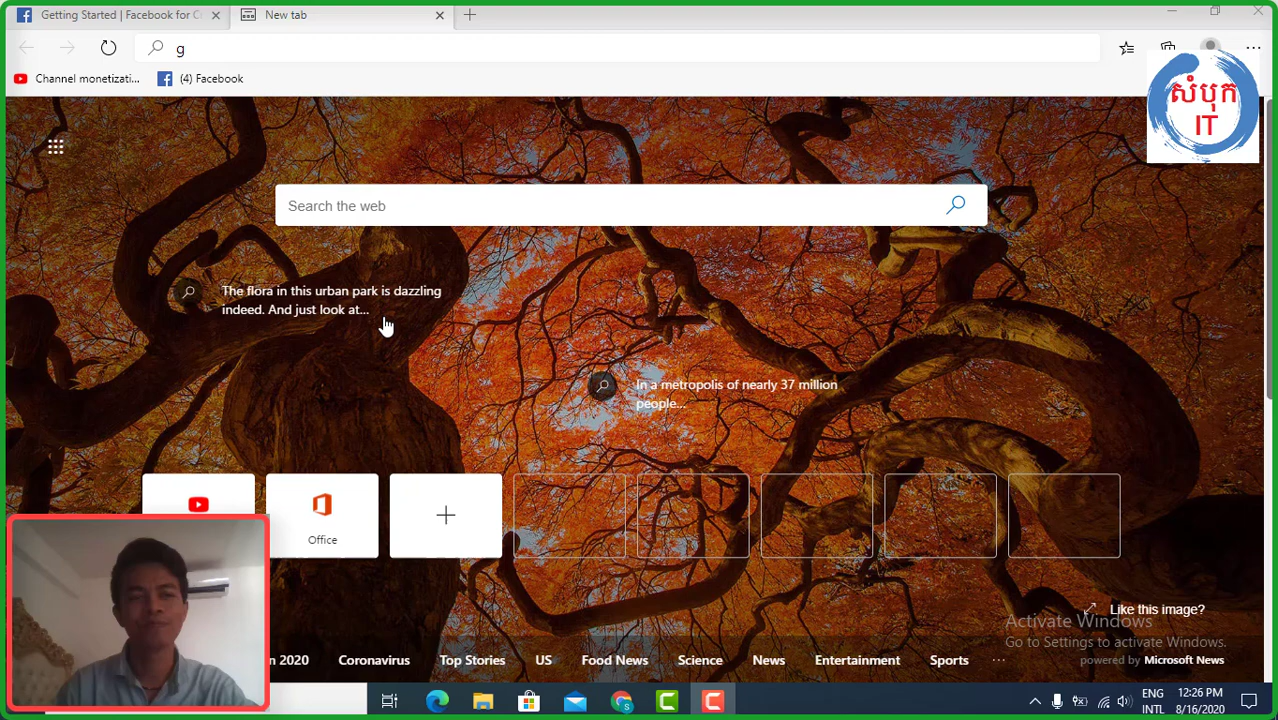 Getting Started | Facebook for C
New tab
g
Channel monetizati...
(4) Facebook
សំបុក
IT
Search the web
The flora in this urban park is dazzling
indeed. And just look at...
In a metropolis of nearly 37 million
people...
Office
Like this image?
Activate Windows
Go to Settings to activate Windows.
powered by Microsoft News
n 2020
Coronavirus
Top Stories
US
Food News
Science
News
Entertainment
Sports
ENG
INTL
12:26 PM
8/16/2020